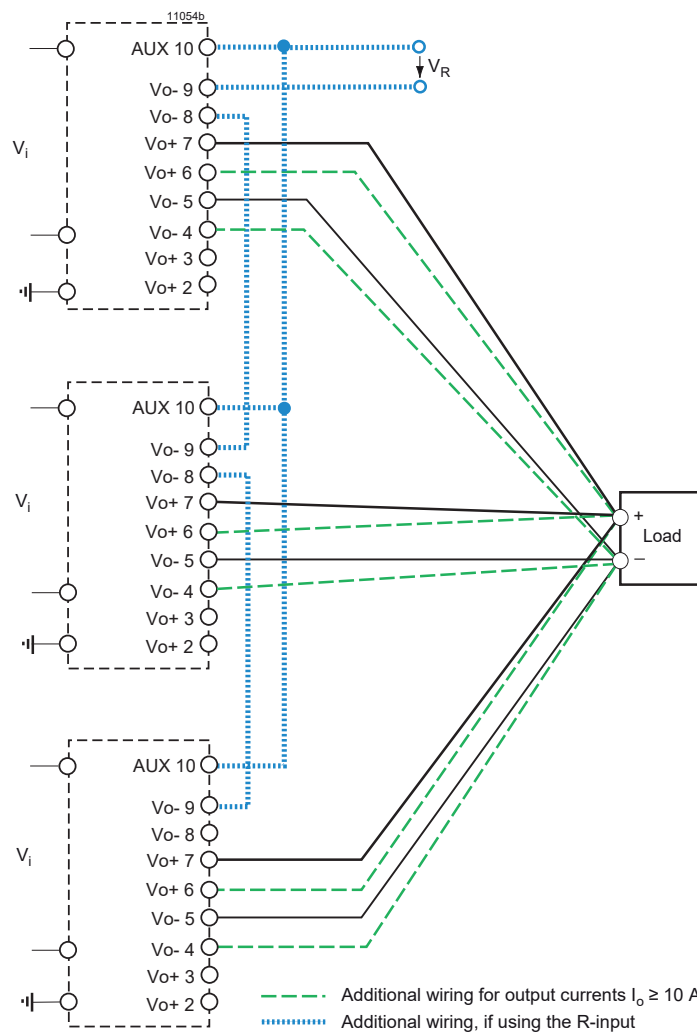 11054b
AUX 10
V_R
Vo- 9
Vo- 8
V_i
Vo+ 7
Vo+ 6
Vo- 5
Vo- 4
Vo+ 3
Vo+ 2
AUX 10
Vo- 9
Vo- 8
V_i
Vo+ 7
Vo+ 6
+
Load
Vo- 5
–
Vo- 4
Vo+ 3
Vo+ 2
AUX 10
Vo- 9
Vo- 8
V_i
Vo+ 7
Vo+ 6
Vo- 5
Vo- 4
Vo+ 3
Vo+ 2
Additional wiring for output currents I_o ≥ 10 A
Additional wiring, if using the R-input